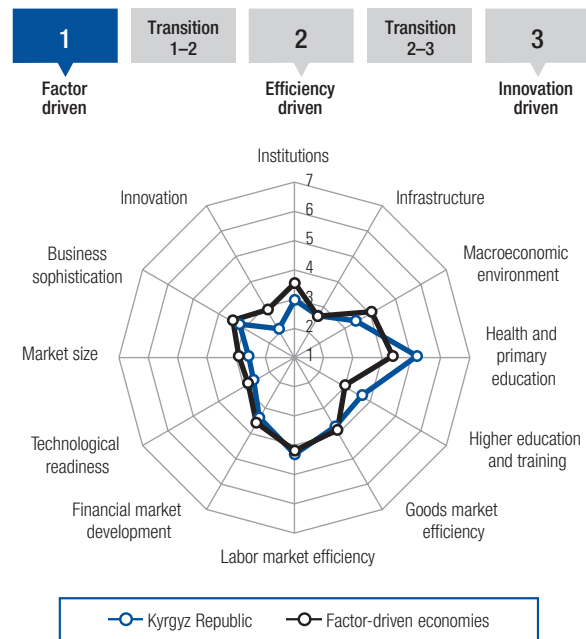 1
Transition
1–2
2
Transition
2–3
3
Factor
driven
Efficiency
driven
Innovation
driven
Institutions
7
6
5
4
3
2
1
Infrastructure
Macroeconomic
environment
Health and
primary
education
Higher education
and training
Goods market
efficiency
Labor market efficiency
Financial market
development
Technological
readiness
Market size
Business
sophistication
Innovation
Kyrgyz Republic
Factor-driven economies